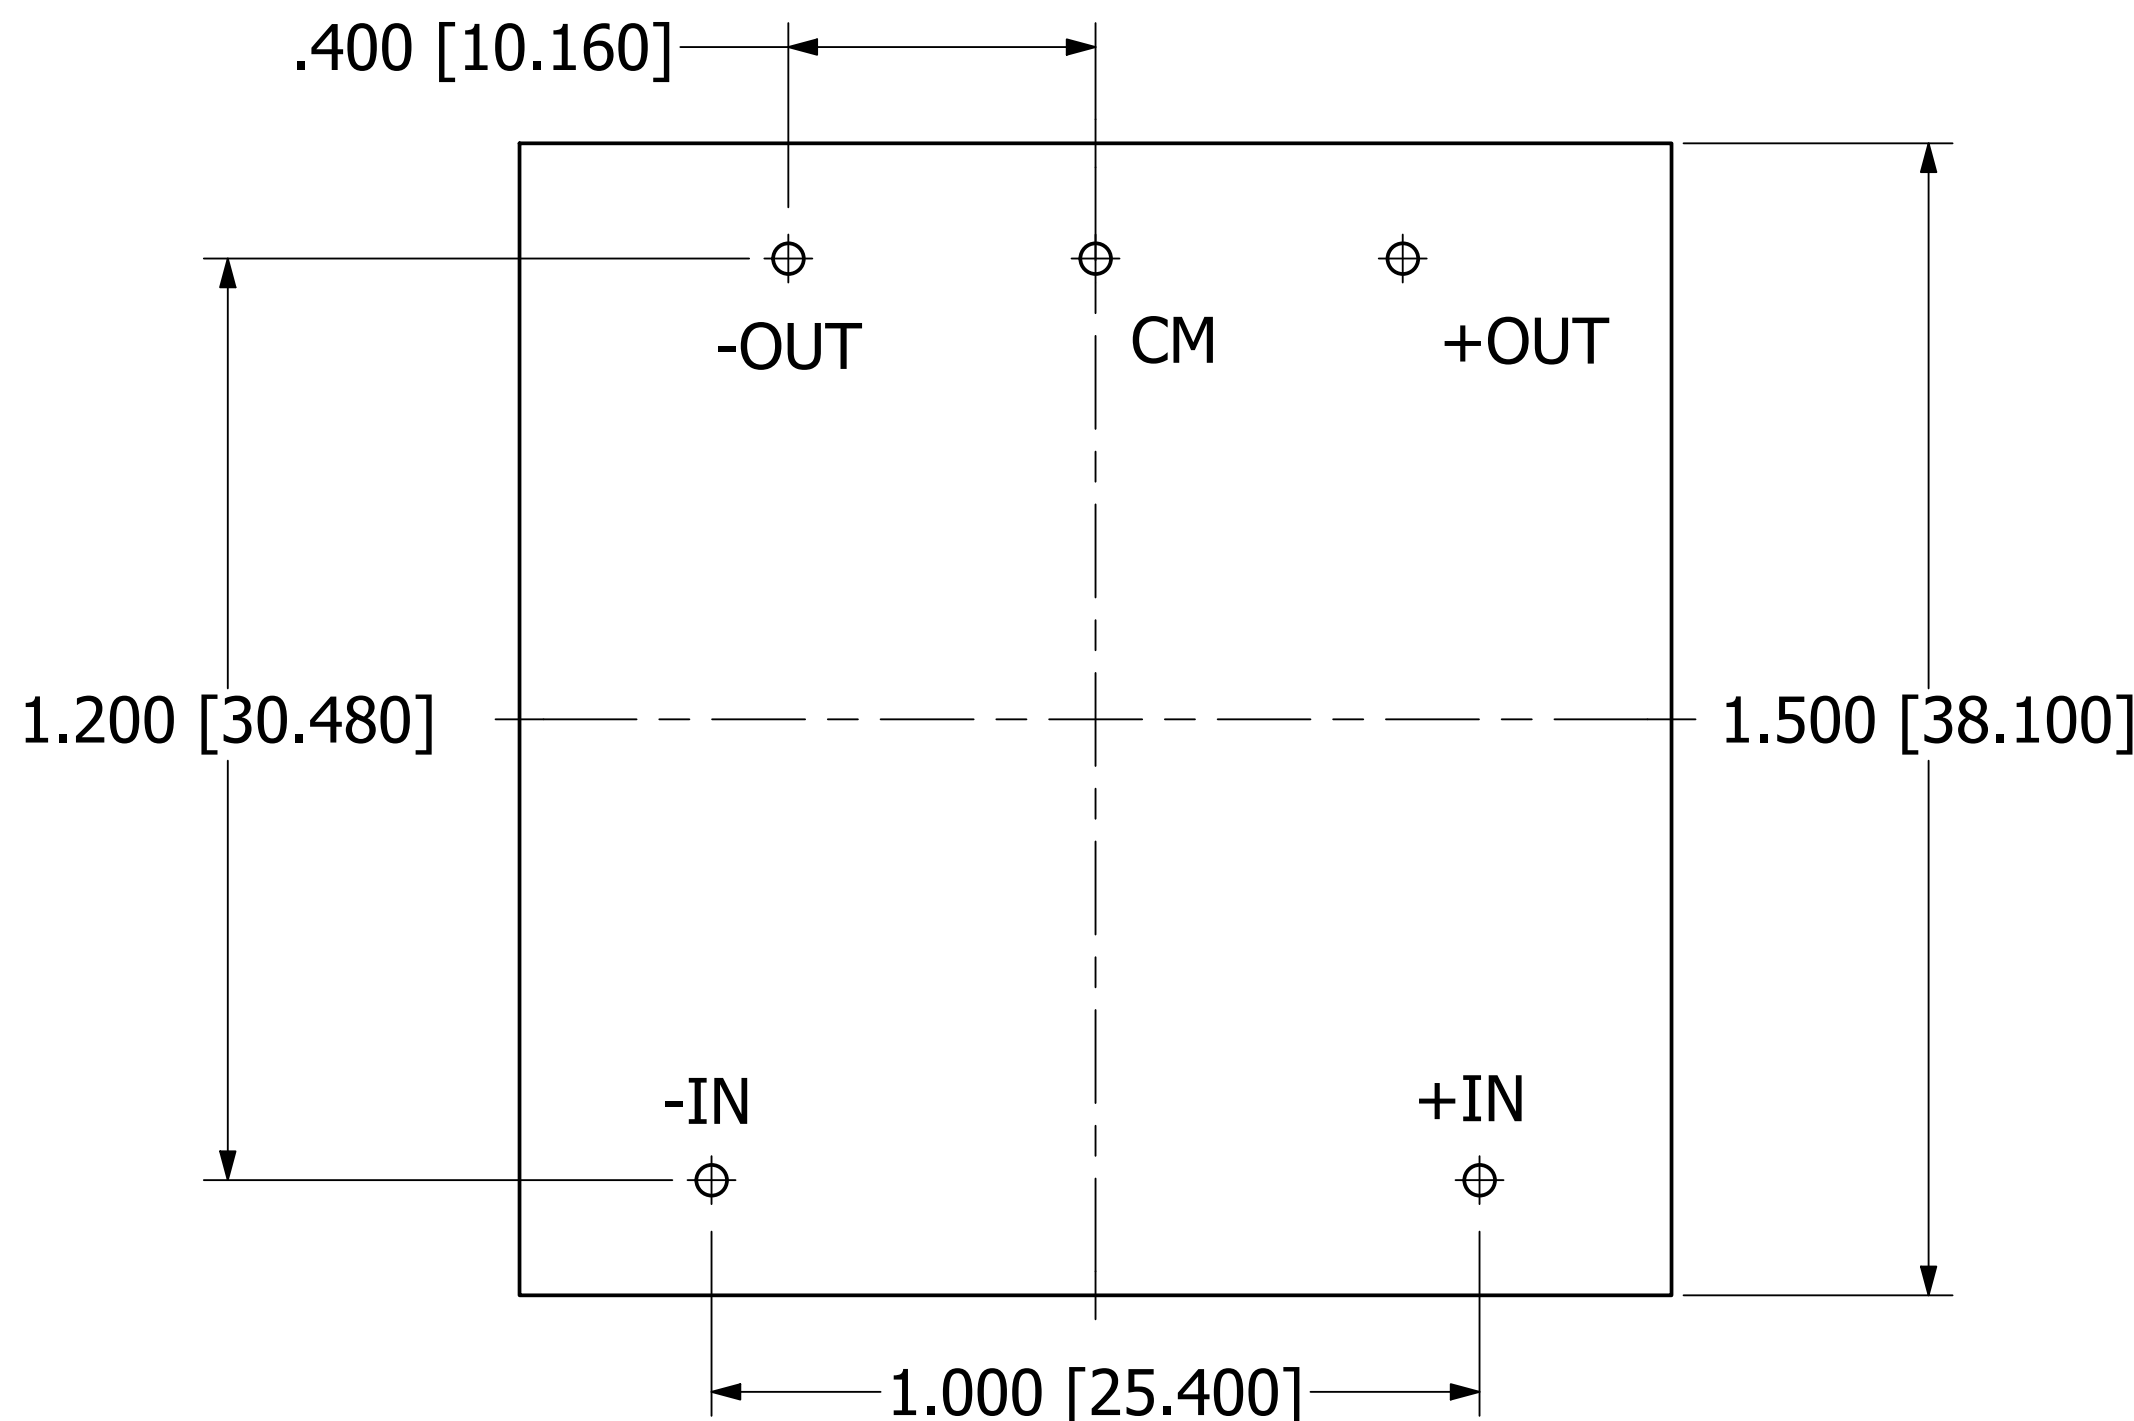 .400 [10.160]
-OUT
CM
+OUT
1.200 [30.480]
1.500 [38.100]
-IN
+IN
1.000 [25.400]